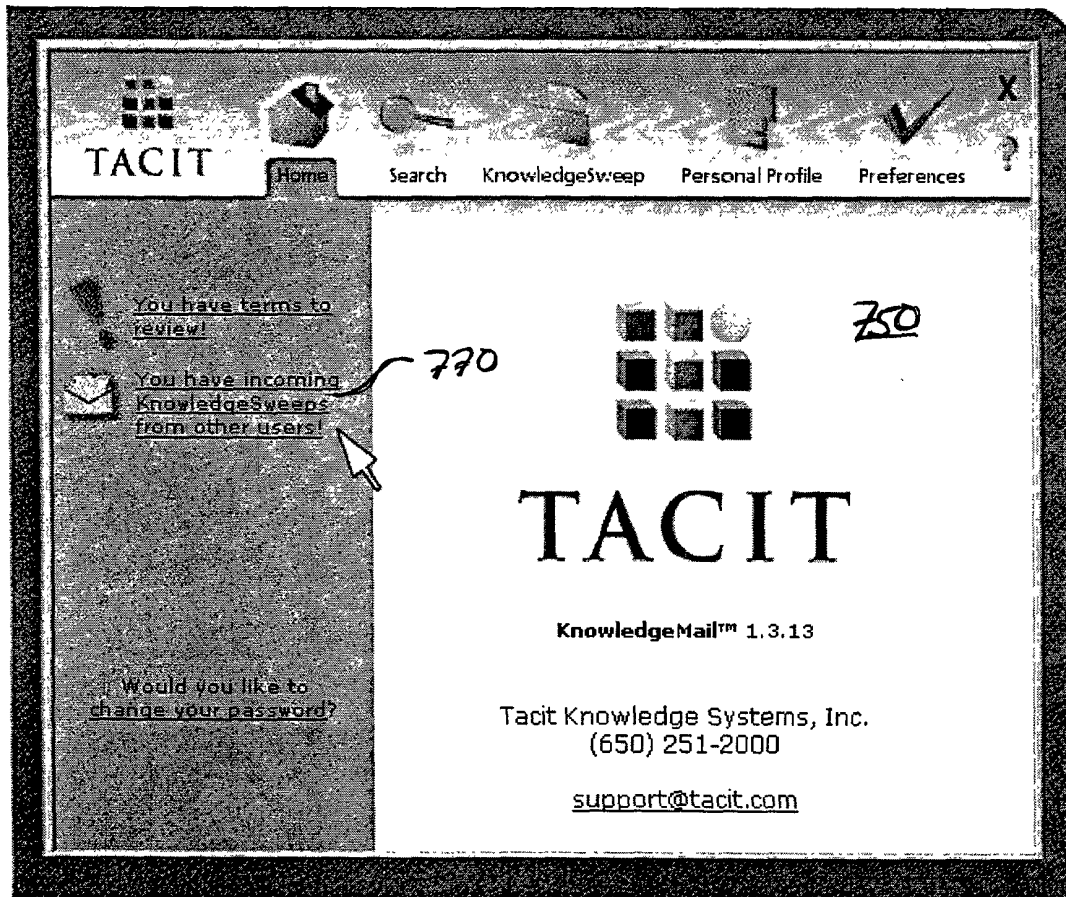 X
TACIT
?
Home
Search
KnowledgeSweep
Personal Profile
Preferences
You have terms to
review!
750
770
You have incoming
KnowledgeSweeps
from other users!
TACIT
KnowledgeMail™ 1.3.13
Would you like to
change your password?
Tacit Knowledge Systems, Inc.
(650) 251-2000
support@tacit.com